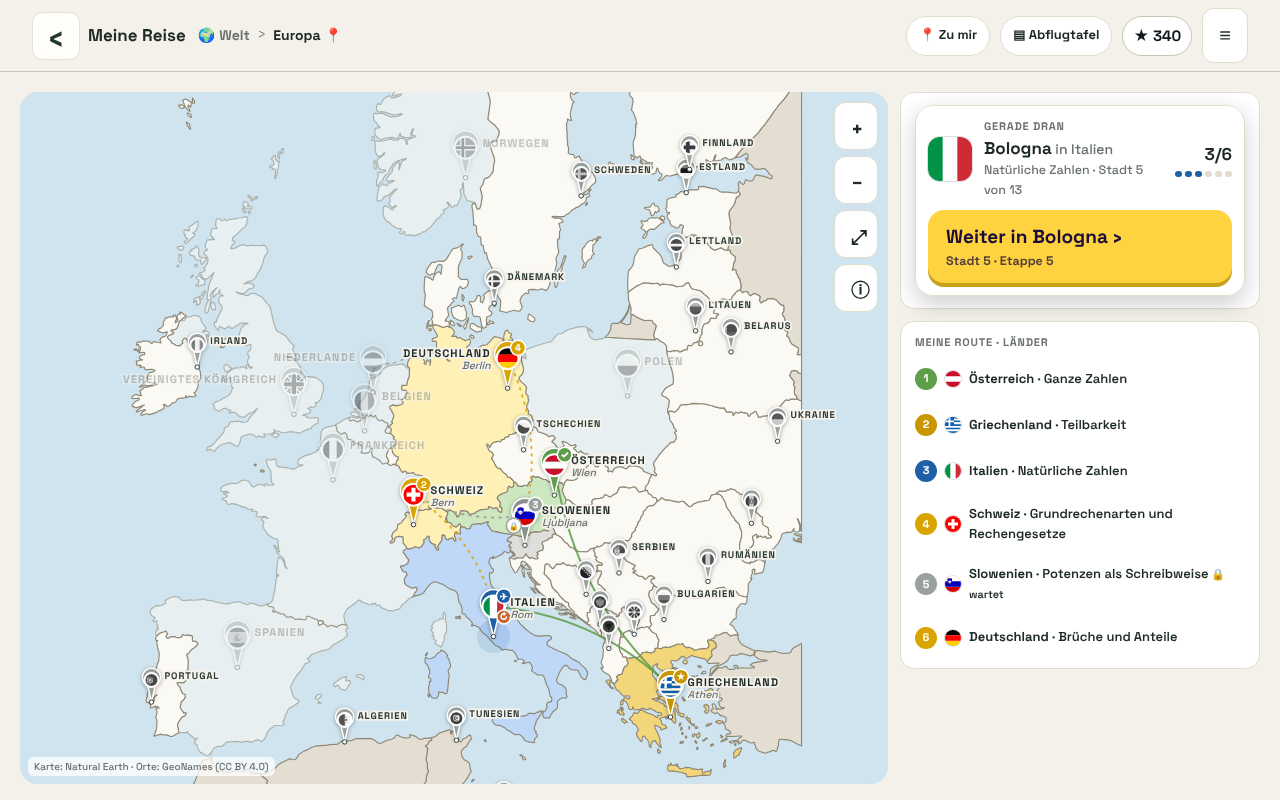 < Meine Reise 🌍 Welt > Europa 📍
📍 Zu mir
▤ Abflugtafel
★ 340
≡
NORWEGEN
FINNLAND
SCHWEDEN
ESTLAND
LETTLAND
DÄNEMARK
LITAUEN
BELARUS
IRLAND
NIEDERLANDE
DEUTSCHLAND
Berlin
4
POLEN
VEREINIGTES KÖNIGREICH
BELGIEN
UKRAINE
TSCHECHIEN
FRANKREICH
ÖSTERREICH
Wien
SCHWEIZ
Bern
2
SLOWENIEN
Ljubljana
3
SERBIEN
RUMÄNIEN
BULGARIEN
ITALIEN
Rom
SPANIEN
PORTUGAL
GRIECHENLAND
Athen
ALGERIEN
TUNESIEN
Karte: Natural Earth · Orte: GeoNames (CC BY 4.0)
+
−
GERADE DRAN
Bologna in Italien
Natürliche Zahlen · Stadt 5
von 13
3/6
Weiter in Bologna >
Stadt 5 · Etappe 5
MEINE ROUTE · LÄNDER
1 Österreich · Ganze Zahlen
2 Griechenland · Teilbarkeit
3 Italien · Natürliche Zahlen
4 Schweiz · Grundrechenarten und
Rechengesetze
5 Slowenien · Potenzen als Schreibweise 🔒
wartet
6 Deutschland · Brüche und Anteile